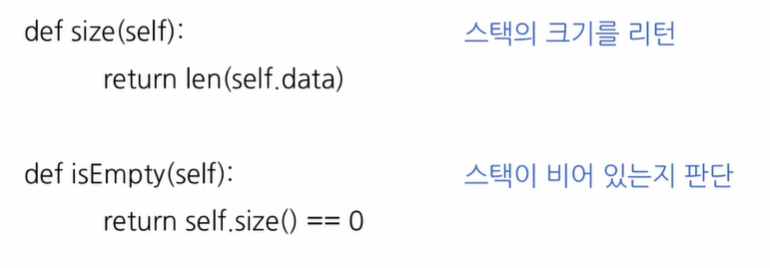 def size(self): 스택의 크기를 리턴
return len(self.data)
def isEmpty(self): 스택이 비어 있는지 판단
return self.size() == 0